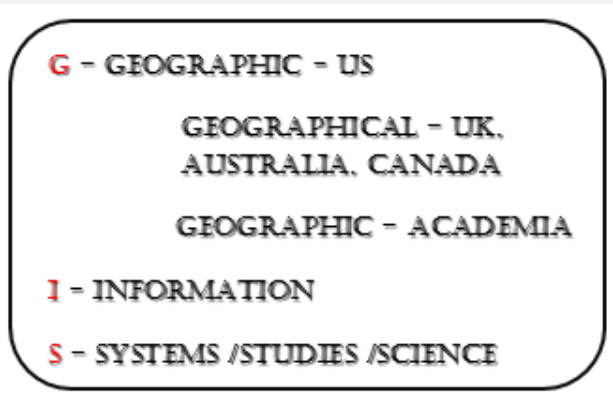 G - GEOGRAPHIC - US
GEOGRAPHICAL - UK,
AUSTRALIA, CANADA
GEOGRAPHIC - ACADEMIA
I - INFORMATION
S - SYSTEMS /STUDIES /SCIENCE